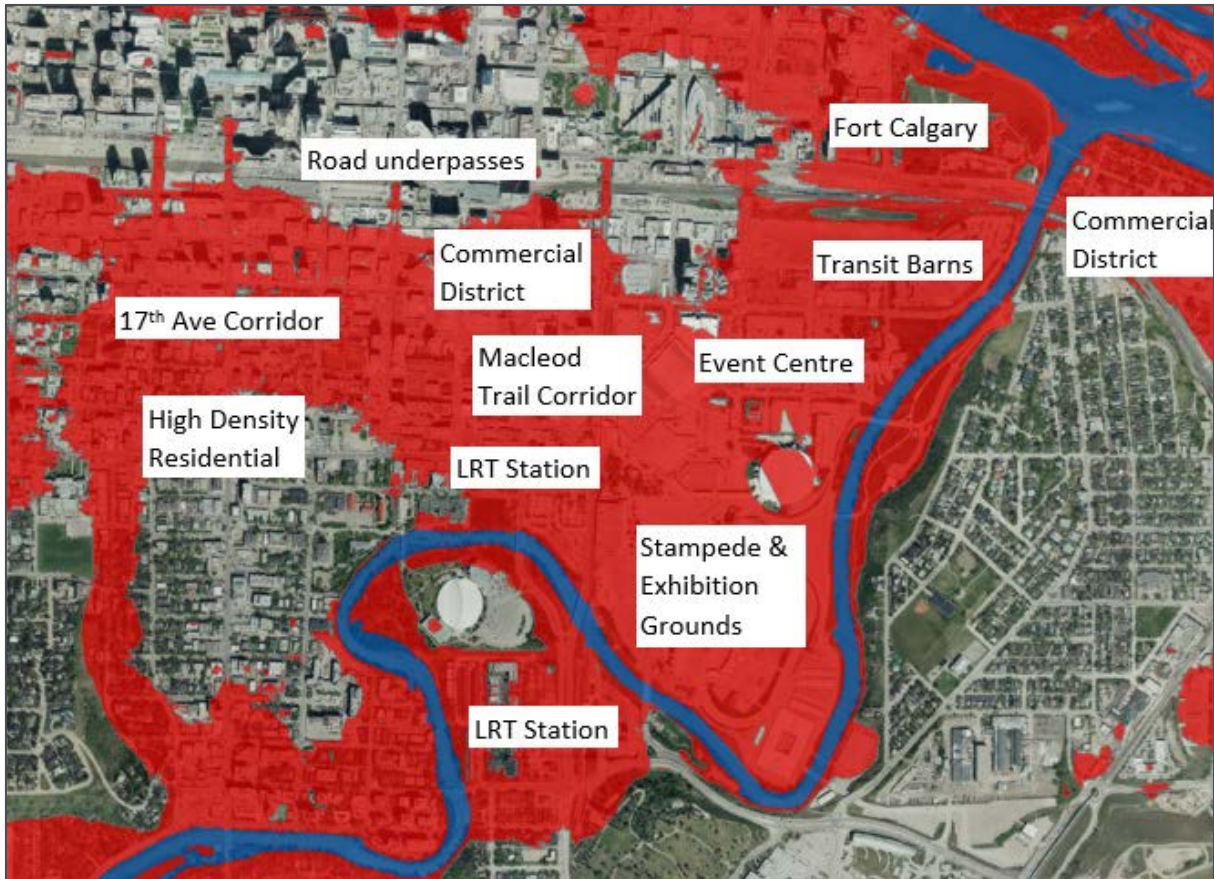 Fort Calgary
Road underpasses
Commercial
District
Commercial
District
Transit Barns
17th Ave Corridor
Macleod
Trail Corridor
Event Centre
High Density
Residential
LRT Station
Stampede &
Exhibition
Grounds
LRT Station